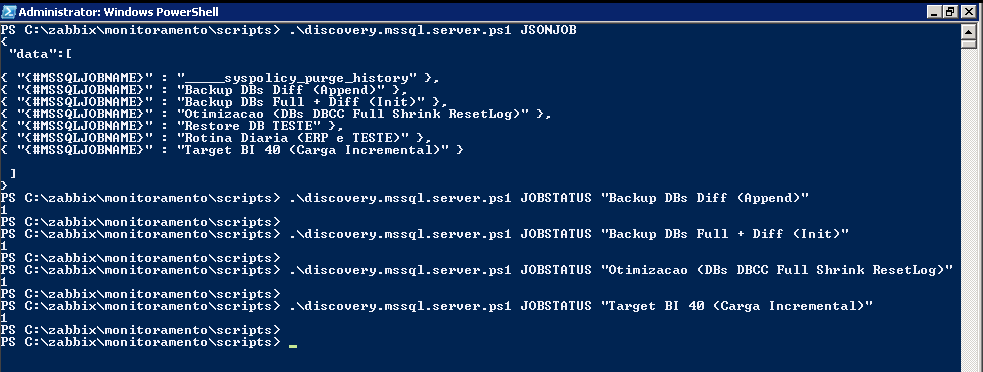 Administrator: Windows PowerShell
PS C:\zabbix\monitoramento\scripts> .\discovery.mssql.server.ps1 JSONJOB
{
"data":[
{ "{#MSSQLJOBNAME}" : "_____syspolicy_purge_history" },
{ "{#MSSQLJOBNAME}" : "Backup DBs Diff (Append)" },
{ "{#MSSQLJOBNAME}" : "Backup DBs Full + Diff (Init)" },
{ "{#MSSQLJOBNAME}" : "Otimizacao (DBs DBCC Full Shrink ResetLog)" },
{ "{#MSSQLJOBNAME}" : "Restore DB TESTE" },
{ "{#MSSQLJOBNAME}" : "Rotina Diaria (ERP e TESTE)" },
{ "{#MSSQLJOBNAME}" : "Target BI 40 (Carga Incremental)" }
]
}
PS C:\zabbix\monitoramento\scripts> .\discovery.mssql.server.ps1 JOBSTATUS "Backup DBs Diff (Append)"
1
PS C:\zabbix\monitoramento\scripts>
PS C:\zabbix\monitoramento\scripts> .\discovery.mssql.server.ps1 JOBSTATUS "Backup DBs Full + Diff (Init)"
1
PS C:\zabbix\monitoramento\scripts>
PS C:\zabbix\monitoramento\scripts> .\discovery.mssql.server.ps1 JOBSTATUS "Otimizacao (DBs DBCC Full Shrink ResetLog)"
1
PS C:\zabbix\monitoramento\scripts>
PS C:\zabbix\monitoramento\scripts> .\discovery.mssql.server.ps1 JOBSTATUS "Target BI 40 (Carga Incremental)"
1
PS C:\zabbix\monitoramento\scripts>
PS C:\zabbix\monitoramento\scripts> _